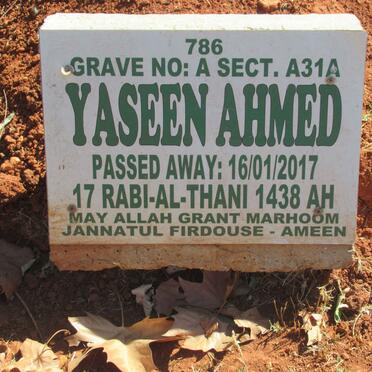 786
GRAVE NO: A SECT. A31A
YASEEN AHMED
PASSED AWAY: 16/01/2017
17 RABI-AL-THANI 1438 AH
MAY ALLAH GRANT MARHOOM
JANNATUL FIRDOUSE - AMEEN